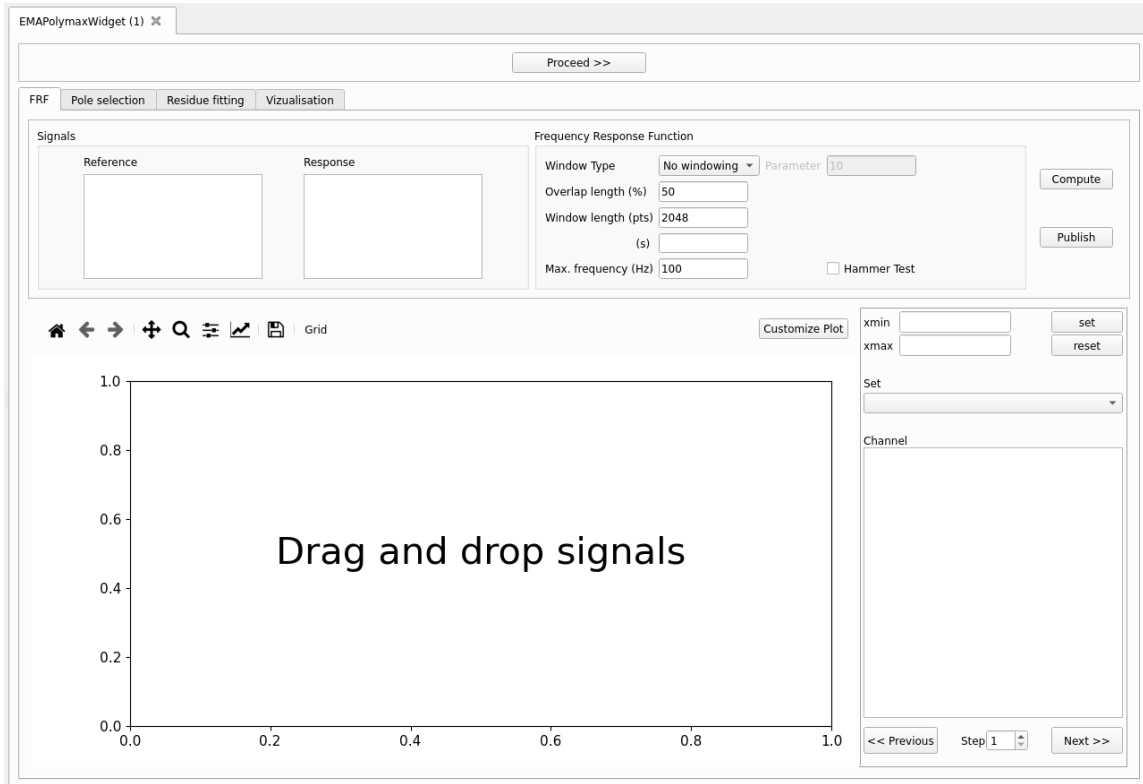 EMAPolymaxWidget (1)
Proceed >>
FRF Pole selection Residue fitting Vizualisation
Signals
Reference Response
Frequency Response Function
Window Type No windowing Parameter 10
Overlap length (%) 50
Window length (pts) 2048
(s)
Max. frequency (Hz) 100 Hammer Test
Compute
Publish
Grid
Customize Plot
xmin set
xmax reset
Set
Channel
1.0
0.8
0.6
0.4
0.2
0.0
Drag and drop signals
0.0 0.2 0.4 0.6 0.8 1.0
<< Previous Step 1 Next >>